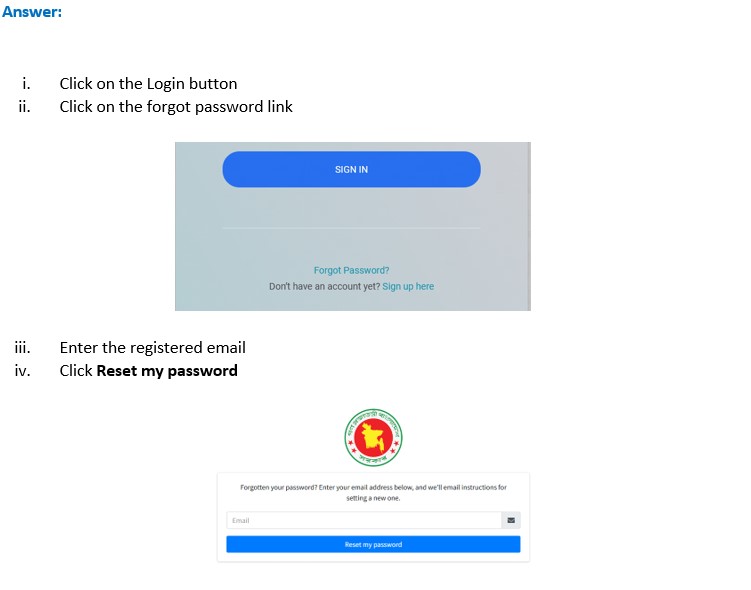 Answer:
i. Click on the Login button
ii. Click on the forgot password link
SIGN IN
Forgot Password?
Don't have an account yet? Sign up here
iii. Enter the registered email
iv. Click Reset my password
Forgotten your password? Enter your email address below, and we'll email instructions for
setting a new one.
Email
Reset my password